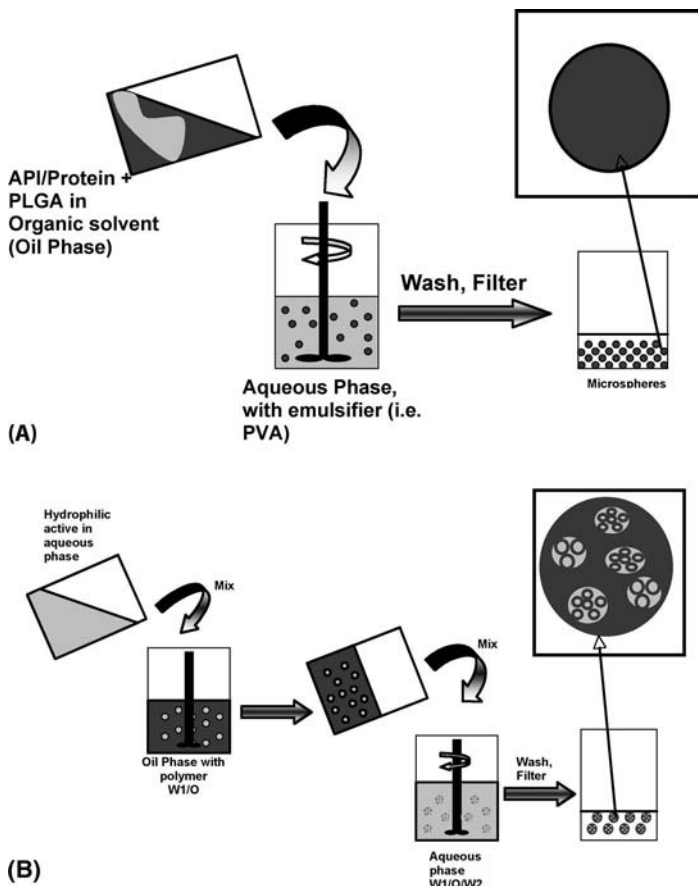 API/Protein +
PLGA in
Organic solvent
(Oil Phase)
Wash, Filter
Aqueous Phase,
with emulsifier (i.e.
PVA)
Microspheres
(A)
Hydrophilic
active in
aqueous
phase
Mix
Oil Phase with
polymer
W1/O
Mix
Aqueous
phase
W1/O/W2
Wash,
Filter
(B)